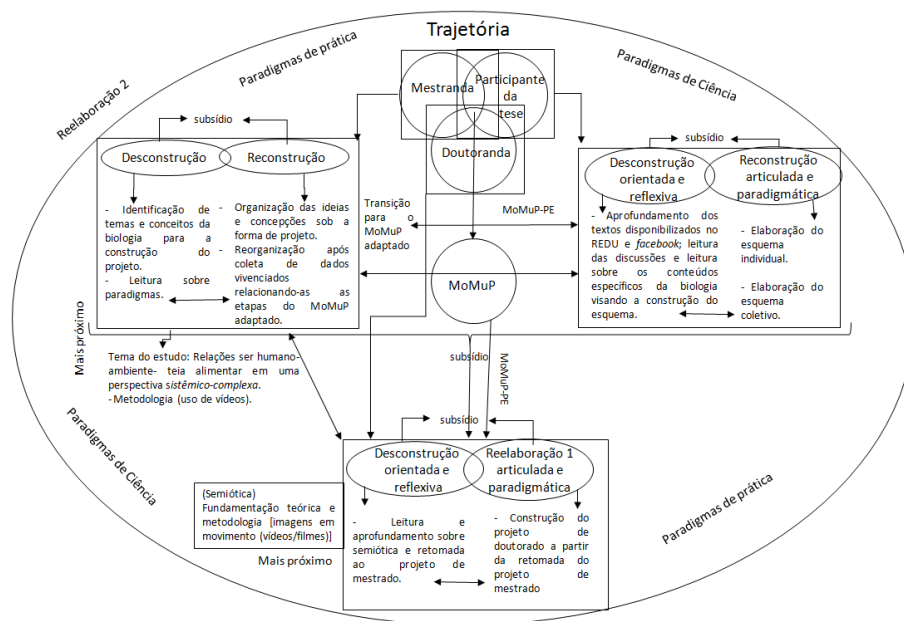 Trajetória
Paradigmas de prática
Paradigmas de Ciência
Reelaboração 2
Mestranda
Participante
da
tese
Doutoranda
subsídio
Desconstrução
Reconstrução
- Identificação de
temas e conceitos da
biologia para a
construção do
projeto.
- Leitura sobre
paradigmas.
-
Organização das ideias
e concepções sob a
forma de projeto.
-
Reorganização após
coleta de dados
vivenciados
relacionando-as as
etapas do MoMuP
adaptado.
Transição
para o
MoMuP
adaptado
MoMuP-PE
MoMuP
subsídio
Desconstrução
orientada e
reflexiva
Reconstrução
articulada e
paradigmática
- Aprofundamento dos
textos disponibilizados no
REDU e facebook; leitura
das discussões e leitura
sobre os conteúdos
específicos da biologia
visando a construção do
esquema.
- Elaboração do
esquema
individual.
- Elaboração do
esquema
coletivo.
Mais próximo
Tema do estudo: Relações ser humano-
ambiente- teia alimentar em uma
perspectiva sistêmico-complexa.
- Metodologia (uso de vídeos).
subsídio
MoMuP-PE
Paradigmas de Ciência
subsídio
Desconstrução
orientada e
reflexiva
Reelaboração 1
articulada e
paradigmática
(Semiótica)
Fundamentação teórica e
metodologia [imagens em
movimento (vídeos/filmes)]
Mais próximo
- Leitura e
aprofundamento sobre
semiótica e retomada
ao projeto de
mestrado.
- Construção do
projeto de
doutorado a partir
da retomada do
projeto de
mestrado
Paradigmas de prática